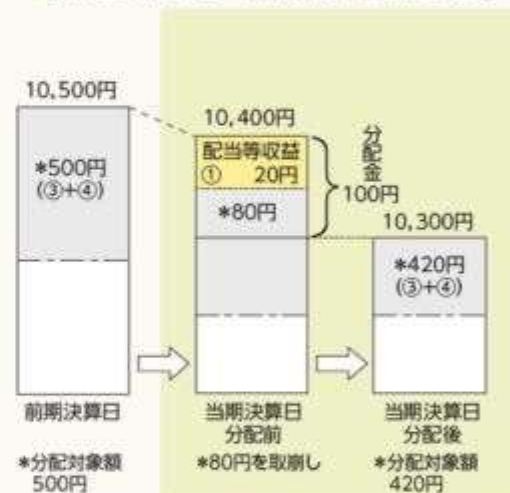 10,500円
*500円
(③+④)
前期決算日
*分配対象額
500円
10,400円
配当等収益
① 20円
*80円
分配金
100円
当期決算日
分配前
*80円を取崩し
10,300円
*420円
(③+④)
当期決算日
分配後
*分配対象額
420円